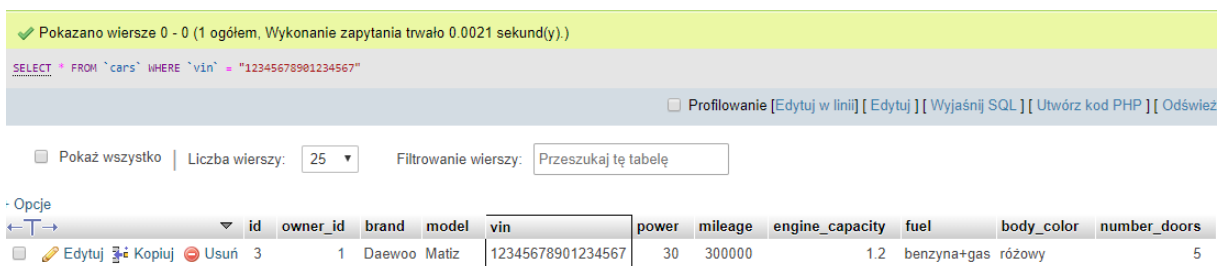 Pokazano wiersze 0 - 0 (1 ogółem, Wykonanie zapytania trwało 0.0021 sekund(y).)
SELECT * FROM `cars` WHERE `vin` = "12345678901234567"
Profilowanie [Edytuj w linii] [ Edytuj ] [ Wyjaśnij SQL ] [ Utwórz kod PHP ] [ Odśwież
Pokaż wszystko | Liczba wierszy: 25 Filtrowanie wierszy: Przeszukaj tę tabelę
+ Opcje
←T→ id owner_id brand model vin power mileage engine_capacity fuel body_color number_doors
Edytuj Kopiuj Usuń 3 1 Daewoo Matiz 12345678901234567 30 300000 1.2 benzyna+gas różowy 5